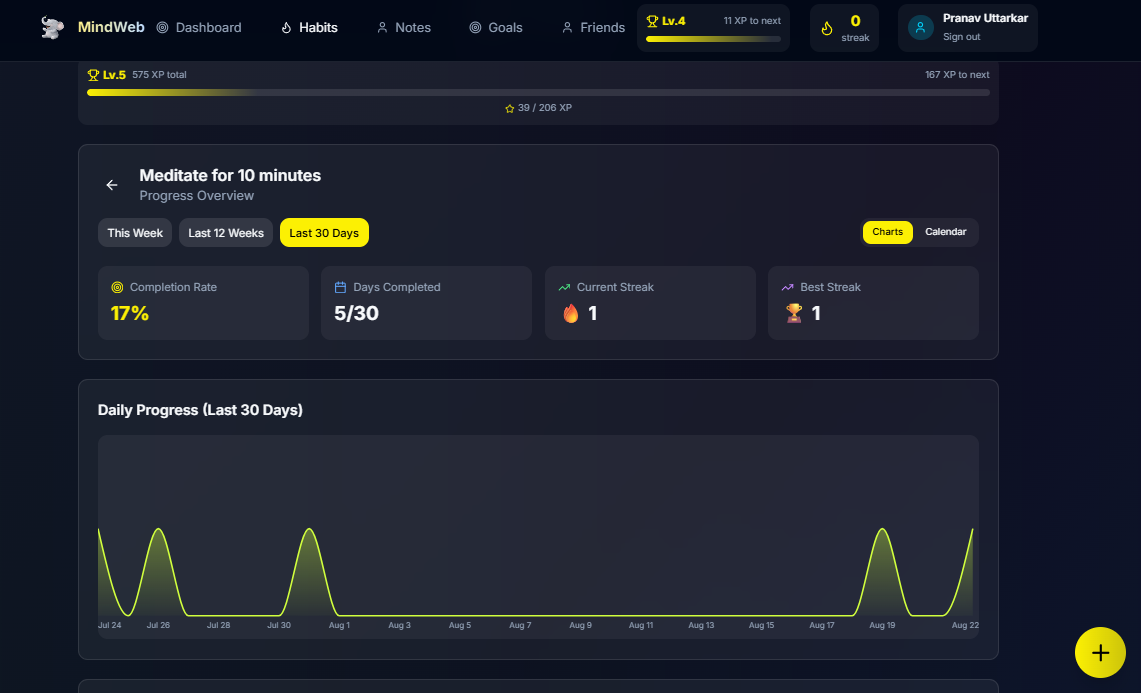 MindWeb Dashboard Habits Notes Goals Friends
Lv.4 11 XP to next
0
streak
Pranav Uttarkar
Sign out
Lv.5 575 XP total 167 XP to next
39 / 206 XP
Meditate for 10 minutes
Progress Overview
This Week Last 12 Weeks Last 30 Days Charts Calendar
Completion Rate Days Completed Current Streak Best Streak
17% 5/30 1 1
Daily Progress (Last 30 Days)
Jul 24 Jul 26 Jul 28 Jul 30 Aug 1 Aug 3 Aug 5 Aug 7 Aug 9 Aug 11 Aug 13 Aug 15 Aug 17 Aug 19 Aug 22